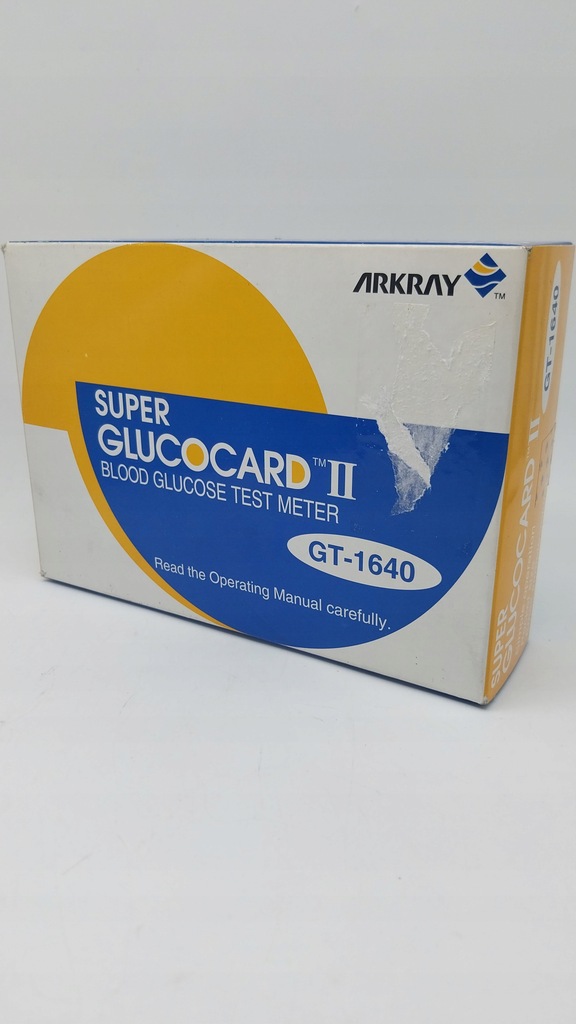 ARKRAY™
SUPER
GLUCOCARD™ II
BLOOD GLUCOSE TEST METER
GT-1640
Read the Operating Manual carefully.
GT-1640
SUPER
GLUCOCARD II